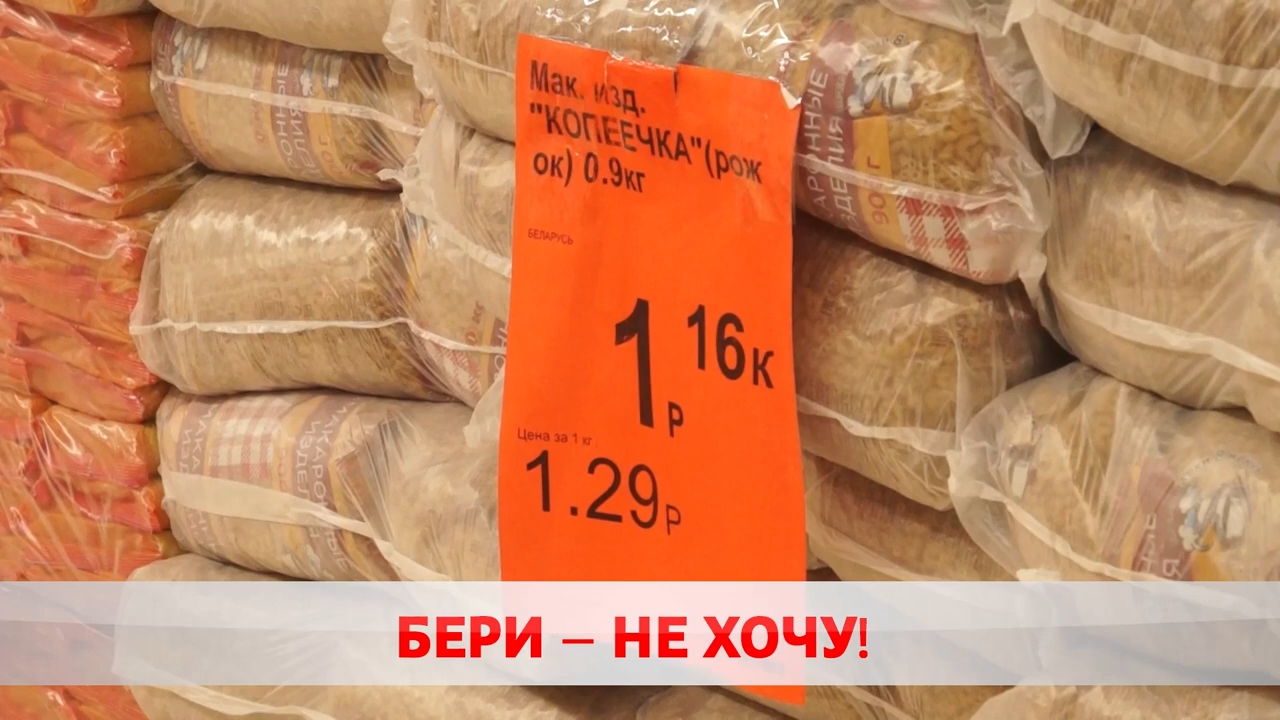 Мак. изд.
"КОПЕЕЧКА"(рож
ок) 0.9кг
БЕЛАРУСЬ
1р 16к
Цена за 1 кг
1.29р
БЕРИ – НЕ ХОЧУ!